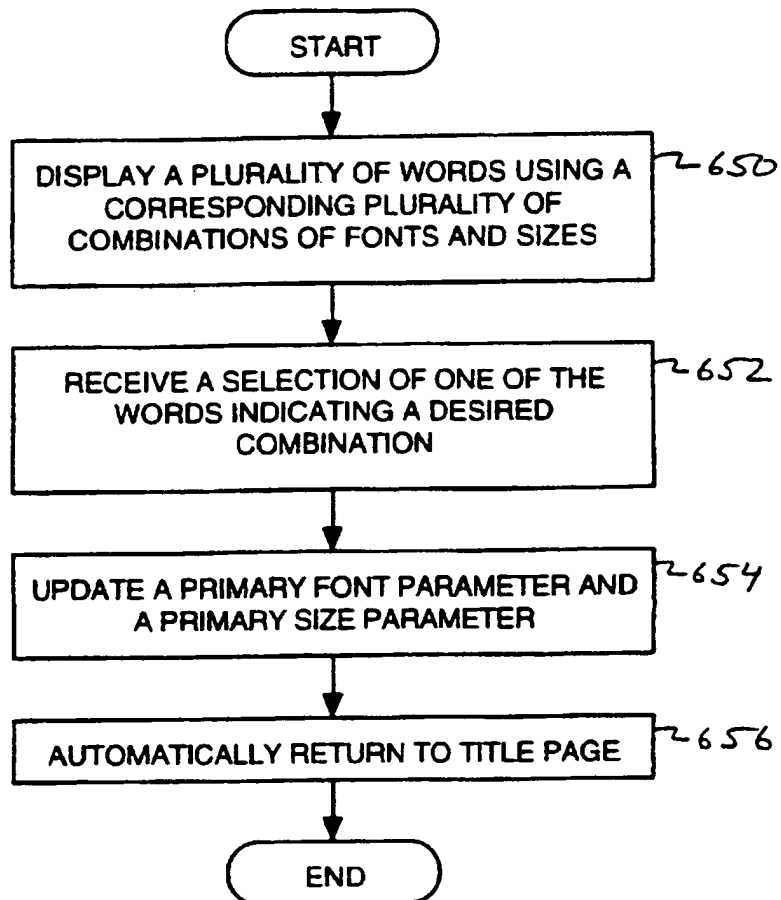 START
DISPLAY A PLURALITY OF WORDS USING A
CORRESPONDING PLURALITY OF
COMBINATIONS OF FONTS AND SIZES
650
RECEIVE A SELECTION OF ONE OF THE
WORDS INDICATING A DESIRED
COMBINATION
652
UPDATE A PRIMARY FONT PARAMETER AND
A PRIMARY SIZE PARAMETER
654
AUTOMATICALLY RETURN TO TITLE PAGE
656
END